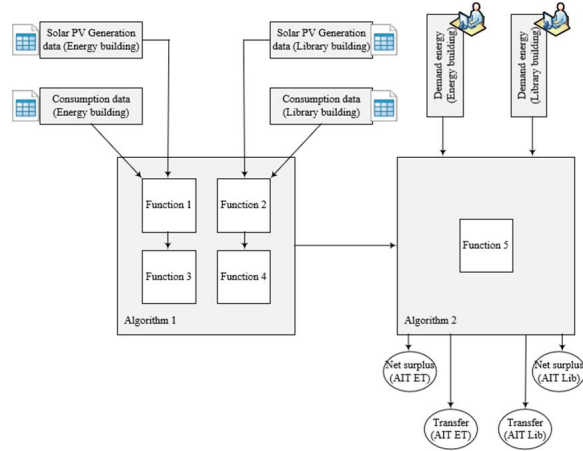 Solar PV Generation
data (Energy building)
Solar PV Generation
data (Library building)
Demand energy
(Energy building)
Demand energy
(Library building)
Consumption data
(Energy building)
Consumption data
(Library building)
Function 1
Function 2
Function 3
Function 4
Algorithm 1
Function 5
Algorithm 2
Net surplus
(AIT ET)
Net surplus
(AIT Lib)
Transfer
(AIT ET)
Transfer
(AIT Lib)